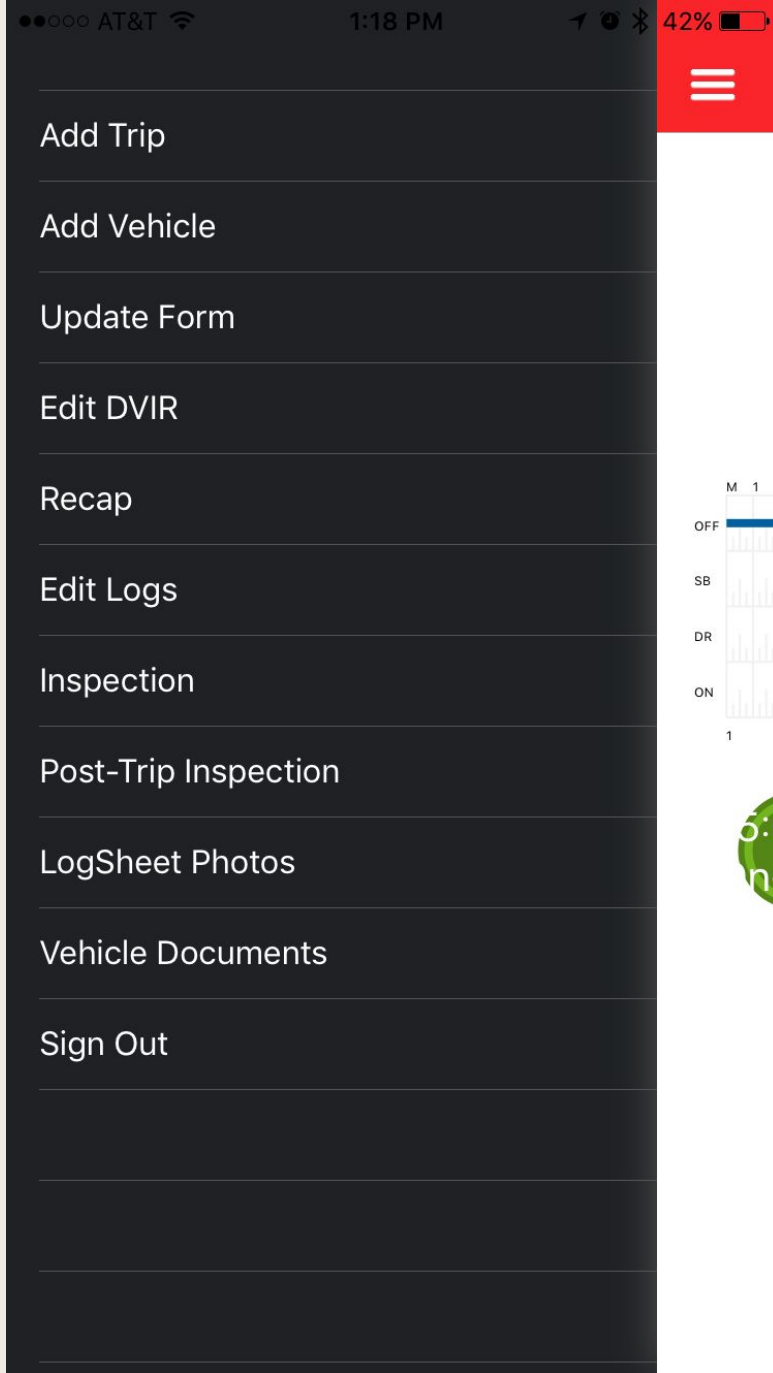 AT&T 1:18 PM 42%
Add Trip
Add Vehicle
Update Form
Edit DVIR
Recap
Edit Logs
Inspection
Post-Trip Inspection
LogSheet Photos
Vehicle Documents
Sign Out
M 1
OFF
SB
DR
ON
1